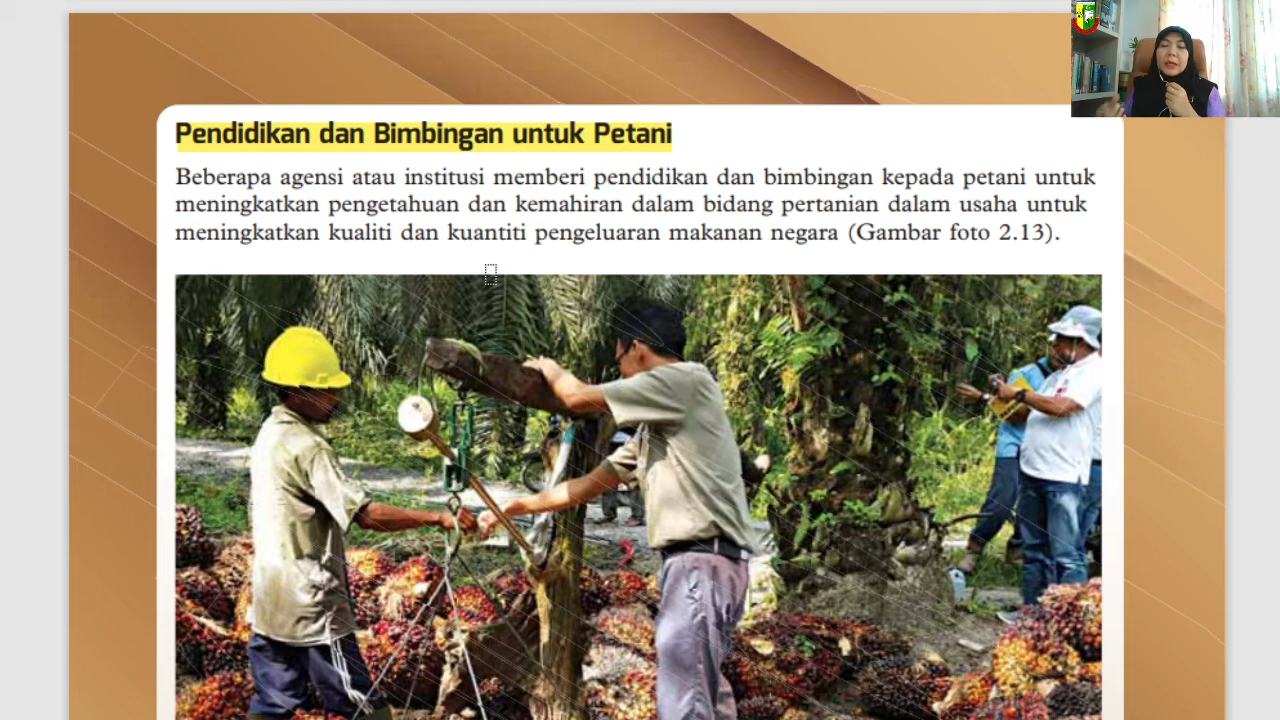 Pendidikan dan Bimbingan untuk Petani
Beberapa agensi atau institusi memberi pendidikan dan bimbingan kepada petani untuk
meningkatkan pengetahuan dan kemahiran dalam bidang pertanian dalam usaha untuk
meningkatkan kualiti dan kuantiti pengeluaran makanan negara (Gambar foto 2.13).